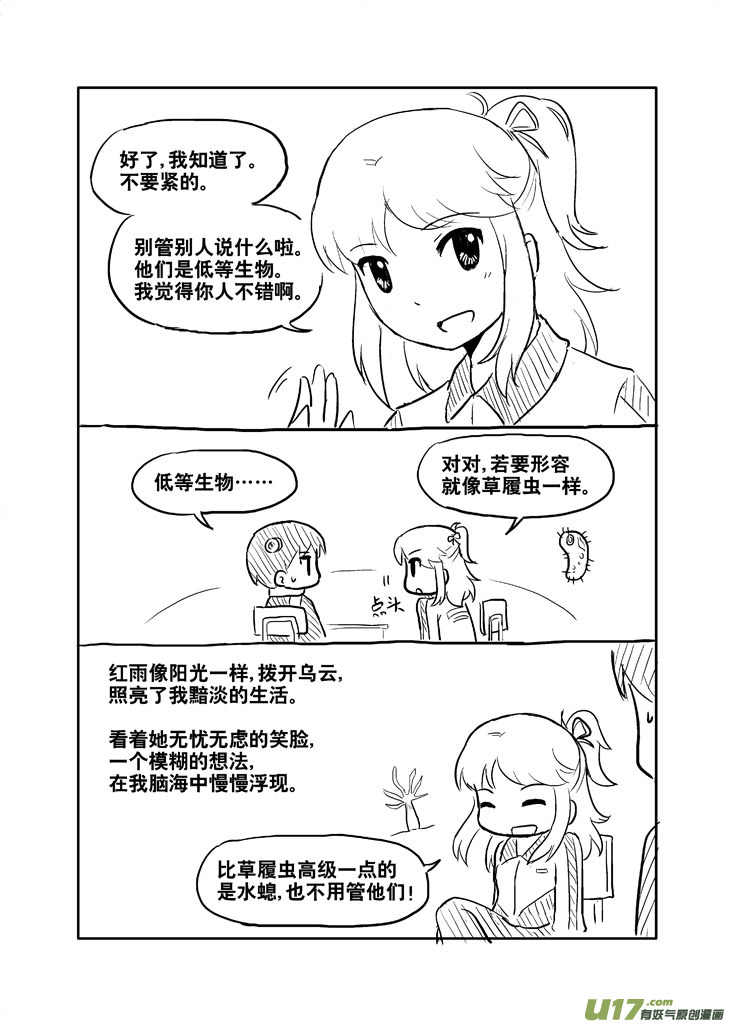 好了,我知道了。
不要紧的。
别管别人说什么啦。
他们是低等生物。
我觉得你人不错啊。
低等生物……
对对,若要形容
就像草履虫一样。
点头
红雨像阳光一样,拨开乌云,
照亮了我黯淡的生活。
看着她无忧无虑的笑脸,
一个模糊的想法,
在我脑海中慢慢浮现。
比草履虫高级一点的
是水螅,也不用管他们!
U17.com
有妖气原创漫画